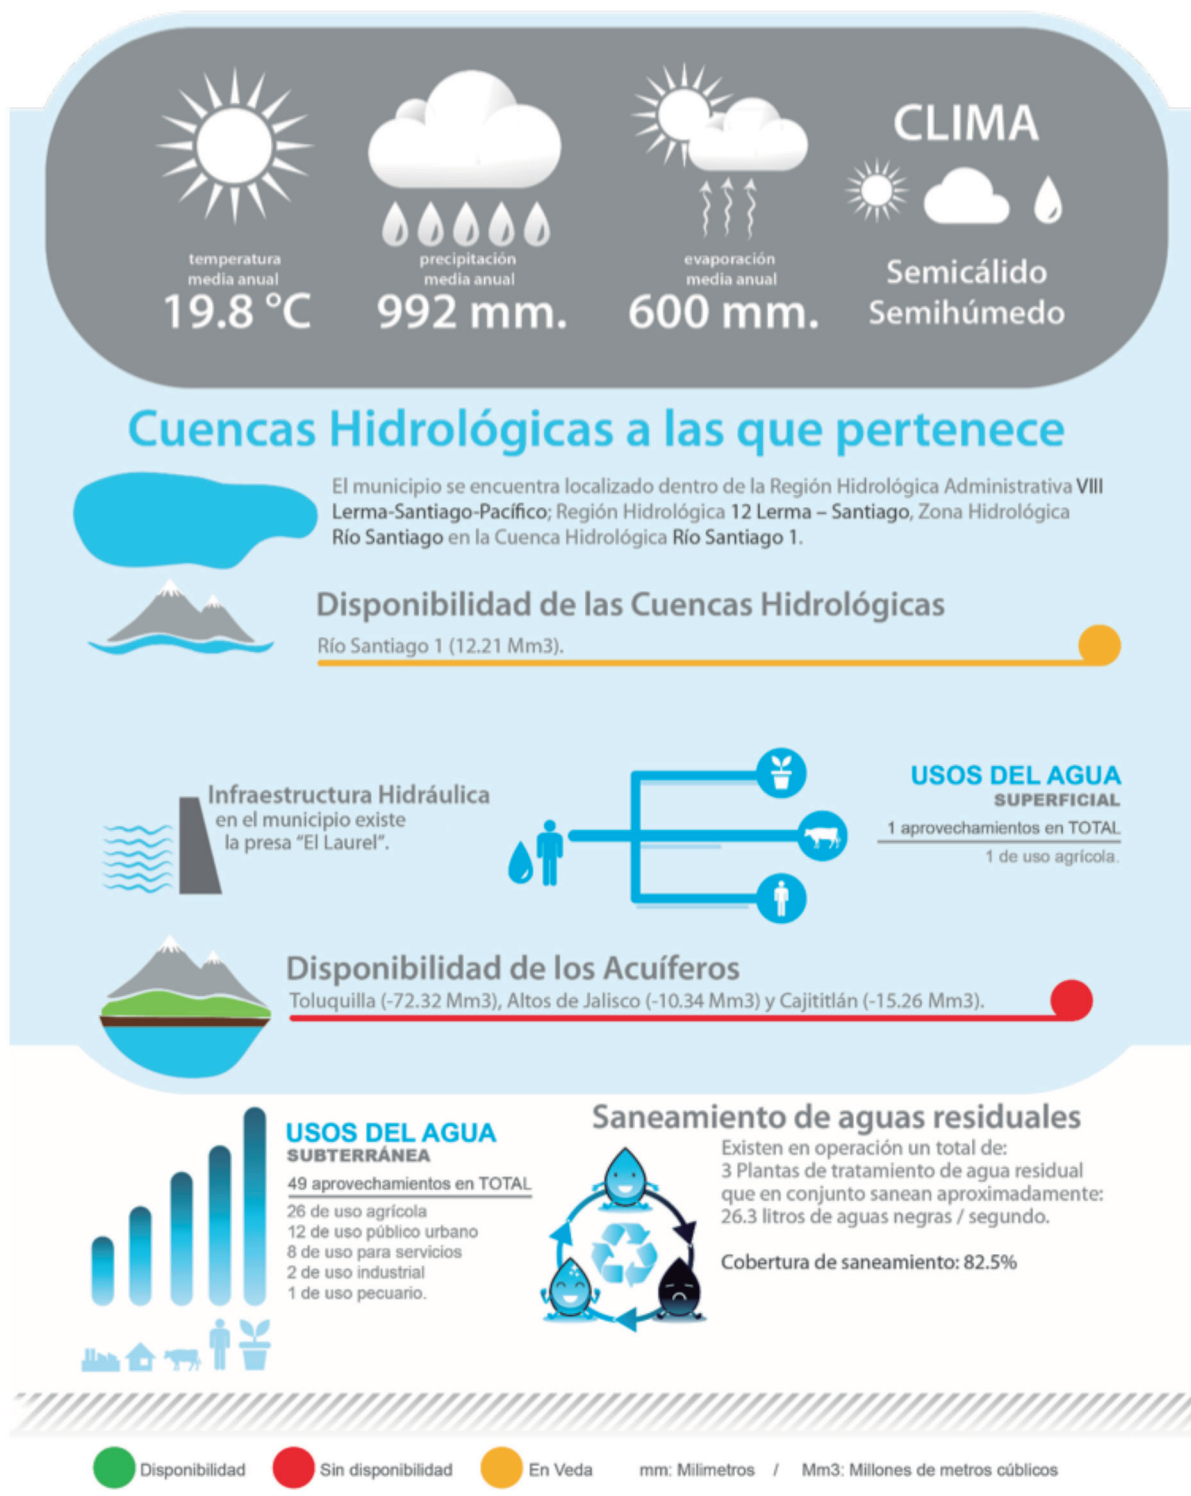 temperatura
media anual
19.8 °C
precipitación
media anual
992 mm.
evaporación
media anual
600 mm.
CLIMA
Semicálido
Semihúmedo
Cuencas Hidrológicas a las que pertenece
El municipio se encuentra localizado dentro de la Región Hidrológica Administrativa VIII
Lerma-Santiago-Pacífico; Región Hidrológica 12 Lerma – Santiago, Zona Hidrológica
Río Santiago en la Cuenca Hidrológica Río Santiago 1.
Disponibilidad de las Cuencas Hidrológicas
Río Santiago 1 (12.21 Mm3).
Infraestructura Hidráulica
en el municipio existe
la presa "El Laurel".
USOS DEL AGUA
SUPERFICIAL
1 aprovechamientos en TOTAL
1 de uso agrícola.
Disponibilidad de los Acuíferos
Toluquilla (-72.32 Mm3), Altos de Jalisco (-10.34 Mm3) y Cajititlán (-15.26 Mm3).
USOS DEL AGUA
SUBTERRÁNEA
49 aprovechamientos en TOTAL
26 de uso agrícola
12 de uso público urbano
8 de uso para servicios
2 de uso industrial
1 de uso pecuario.
Saneamiento de aguas residuales
Existen en operación un total de:
3 Plantas de tratamiento de agua residual
que en conjunto sanean aproximadamente:
26.3 litros de aguas negras / segundo.
Cobertura de saneamiento: 82.5%
Disponibilidad
Sin disponibilidad
En Veda
mm: Milimetros / Mm3: Millones de metros cúblicos